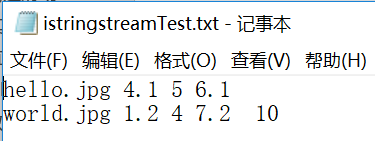 istringstreamTest.txt - 记事本
文件(F) 编辑(E) 格式(O) 查看(V) 帮助(H)
hello.jpg 4.1 5 6.1
world.jpg 1.2 4 7.2  10